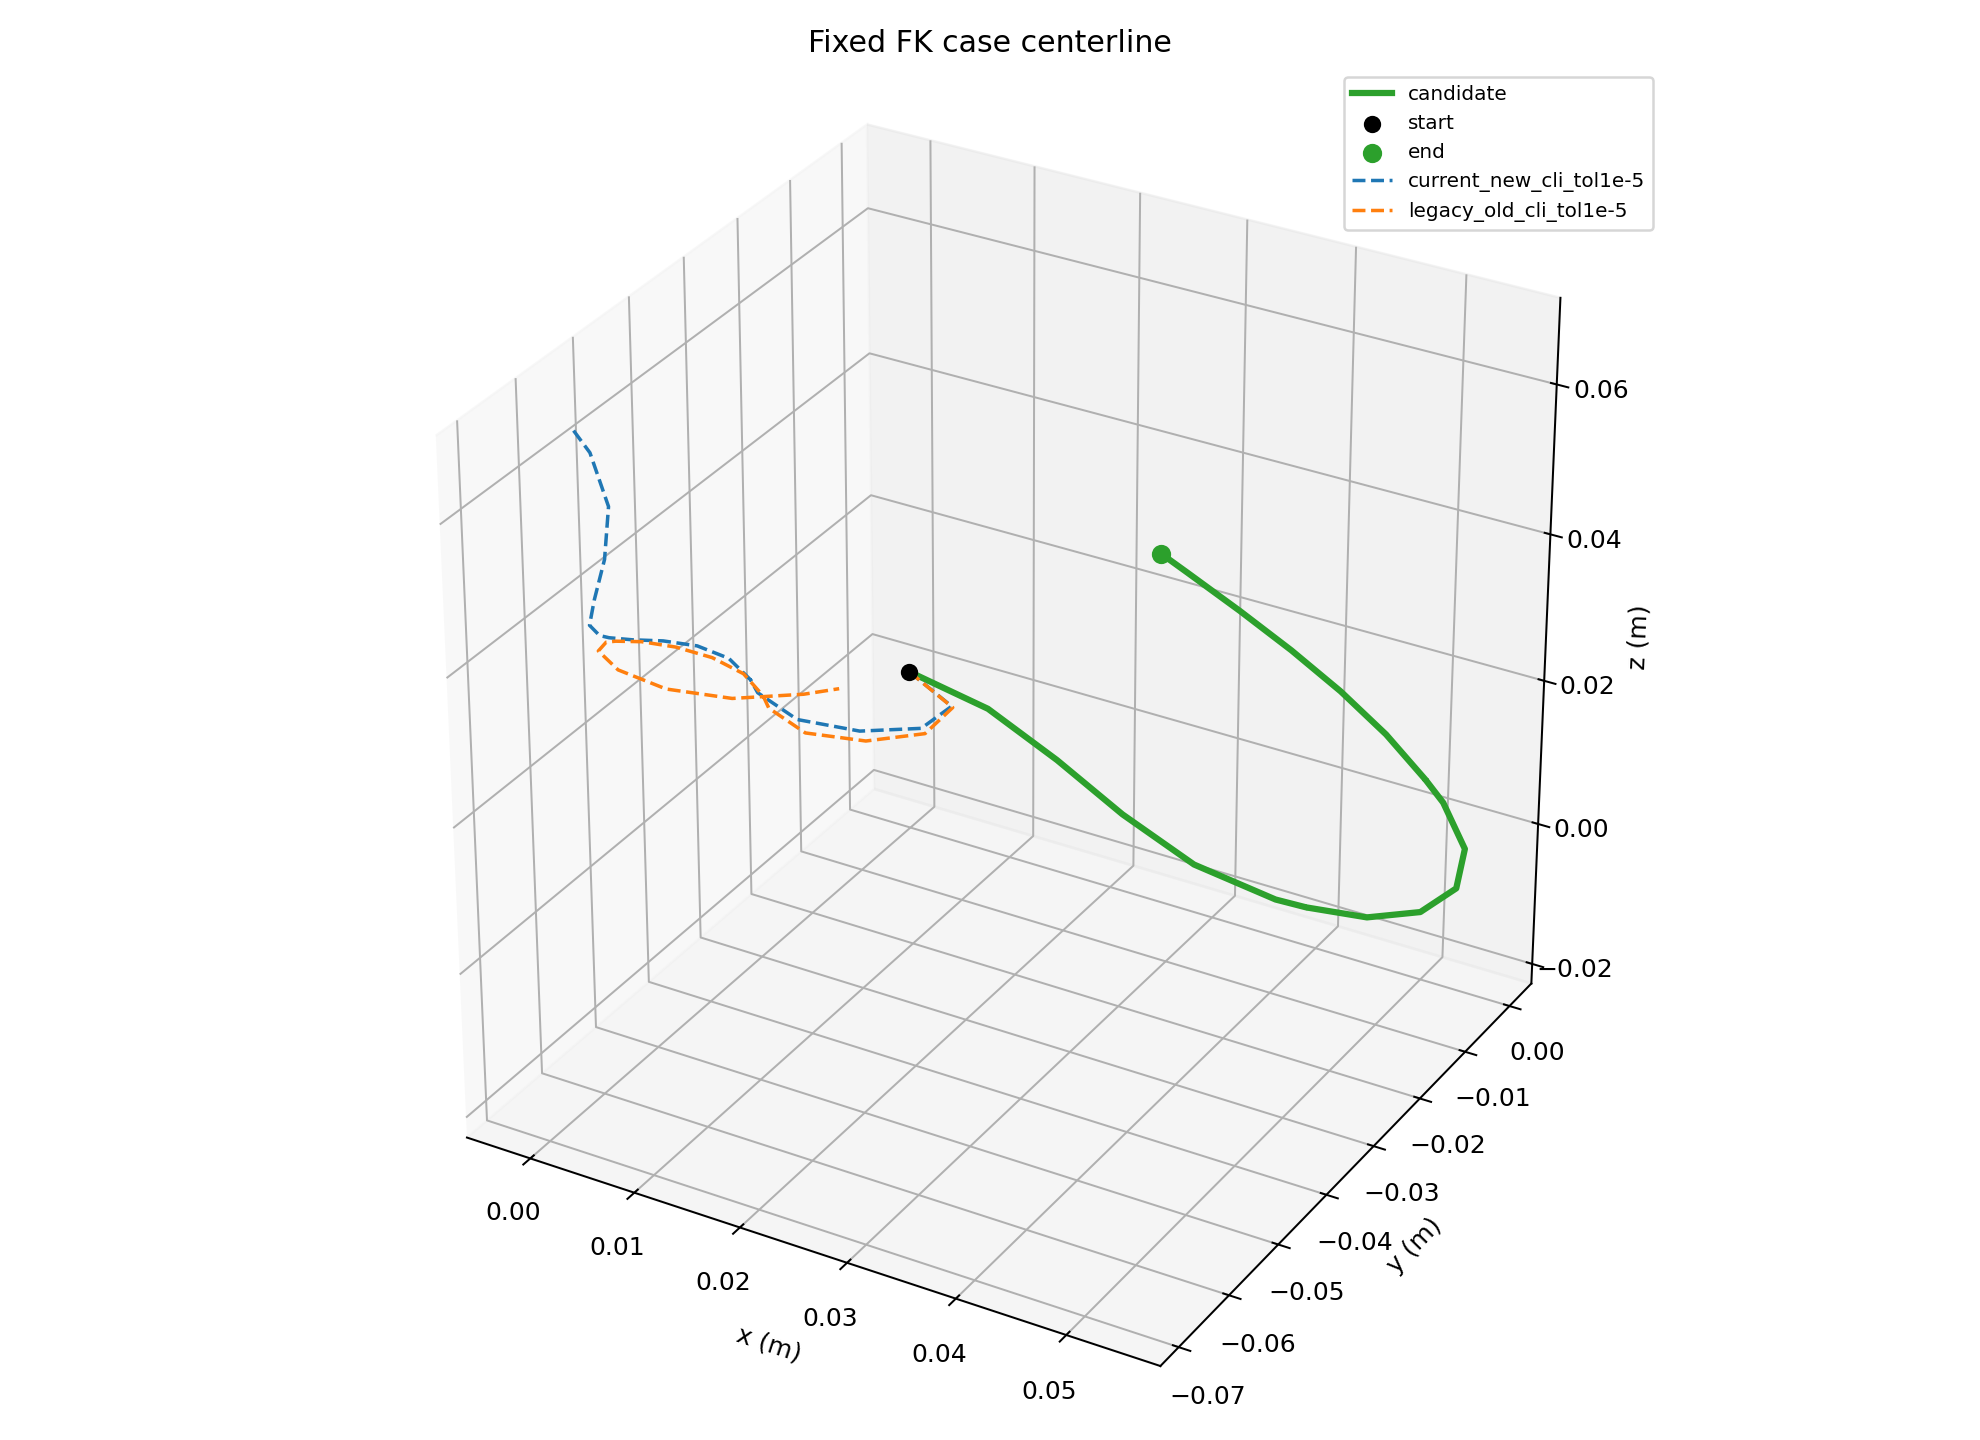 Fixed FK case centerline
candidate
start
end
current_new_cli_tol1e-5
legacy_old_cli_tol1e-5
0.06
0.04
0.02
0.00
−0.02
z (m)
0.00
−0.01
−0.02
−0.03
−0.04
−0.05
−0.06
−0.07
y (m)
0.00
0.01
0.02
0.03
0.04
0.05
x (m)